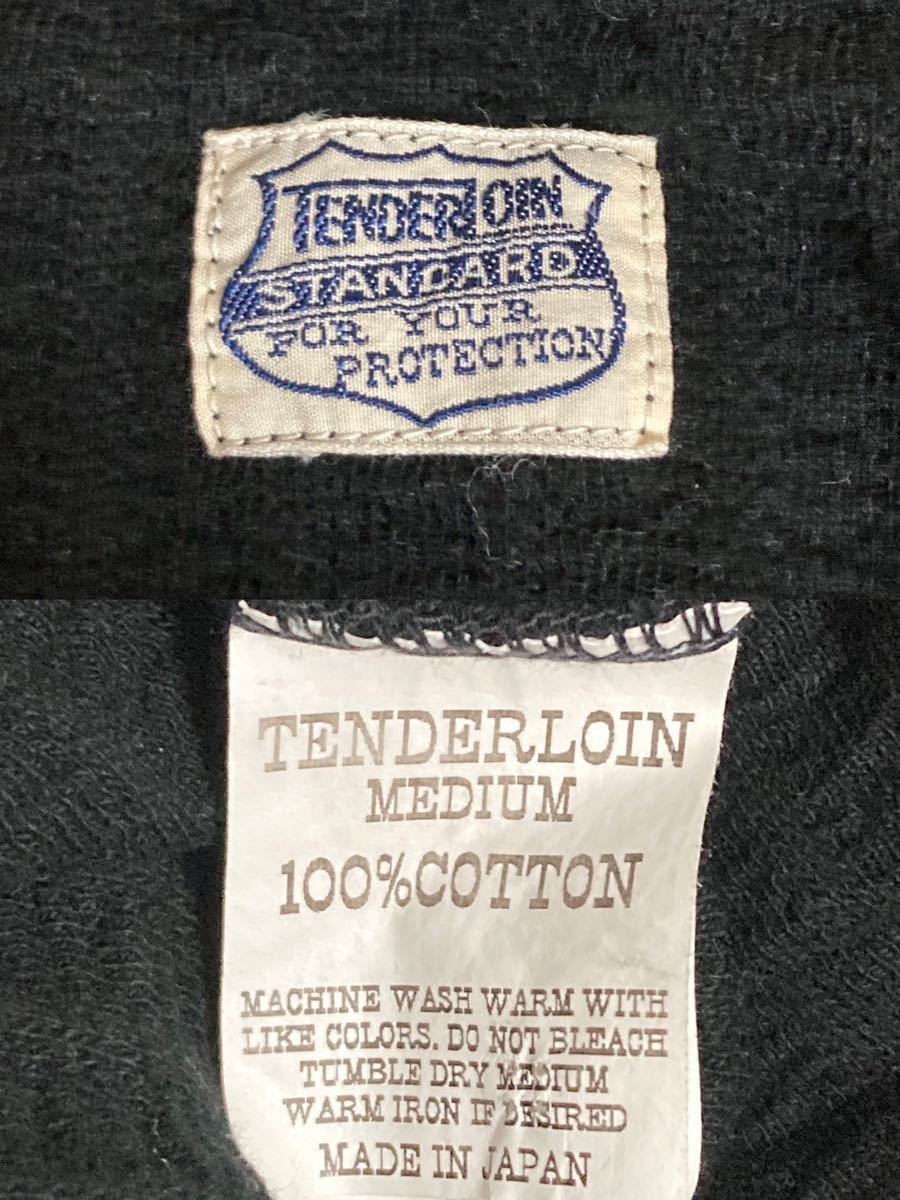 TENDERLOIN
STANDARD
FOR YOUR
PROTECTION
TENDERLOIN
MEDIUM
100%COTTON
MACHINE WASH WARM WITH
LIKE COLORS. DO NOT BLEACH
TUMBLE DRY MEDIUM
WARM IRON IF DESIRED
MADE IN JAPAN